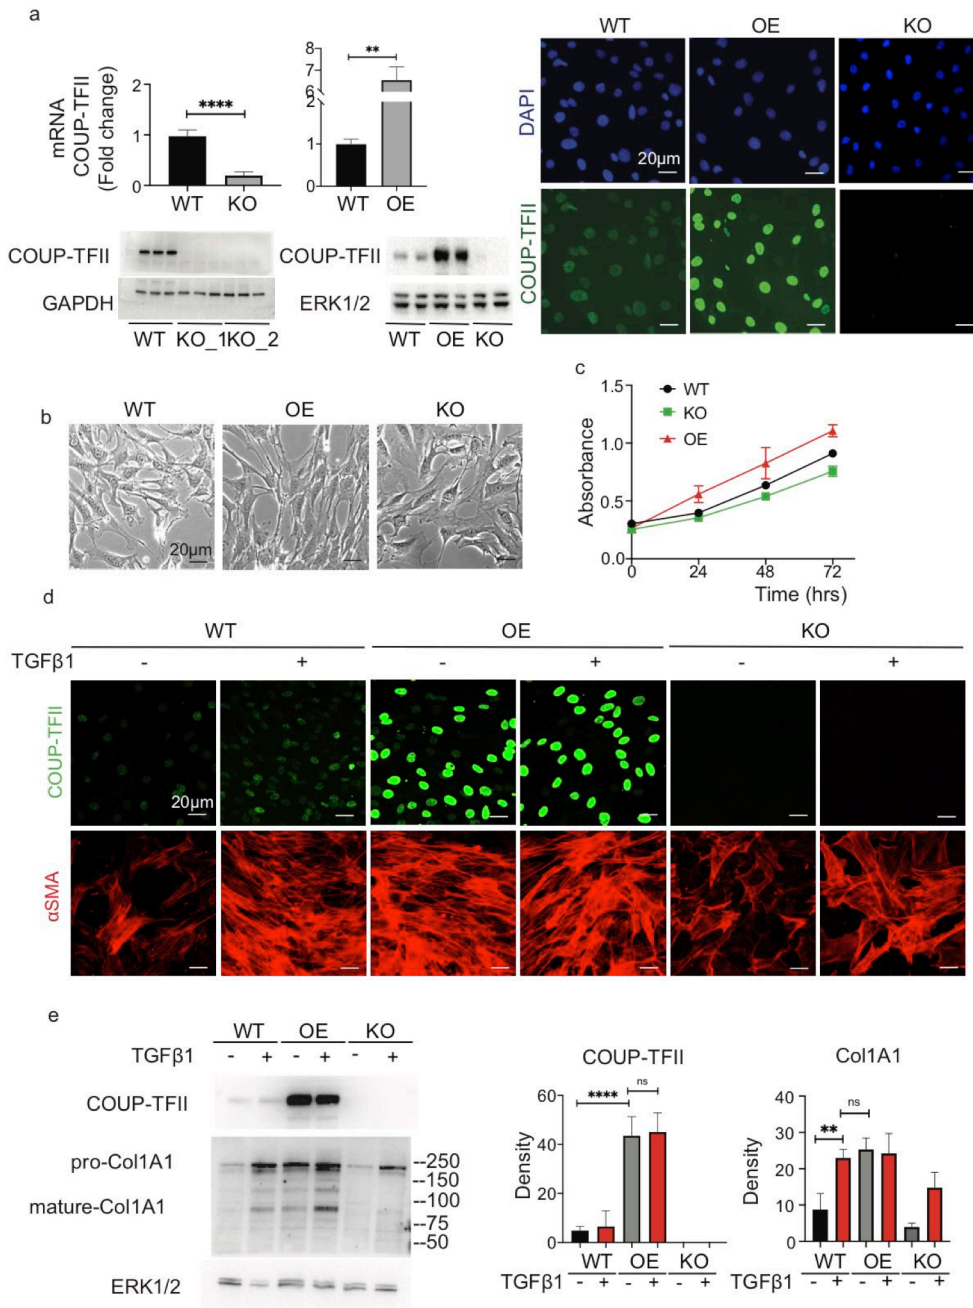 a
mRNA
COUP-TFII
(Fold change)
2
1
0
****
WT
KO
8
7
6
2
1
0
**
WT
OE
WT
OE
KO
DAPI
20µm
COUP-TFII
COUP-TFII
GAPDH
WT KO_1KO_2
COUP-TFII
ERK1/2
WT OE KO
b
WT
OE
KO
20µm
c
Absorbance
1.5
1.0
0.5
0.0
WT
KO
OE
0
24
48
72
Time (hrs)
d
WT
OE
KO
TGFβ1
- + - + - +
COUP-TFII
20µm
αSMA
e
WT OE KO
TGFβ1
- + - + - +
COUP-TFII
pro-Col1A1
mature-Col1A1
--250
--150
--100
--75
--50
ERK1/2
COUP-TFII
Density
60
40
20
0
****
ns
WT OE KO
TGFβ1 - + - + - +
Col1A1
Density
40
30
20
10
0
**
ns
WT OE KO
TGFβ1 - + - + - +